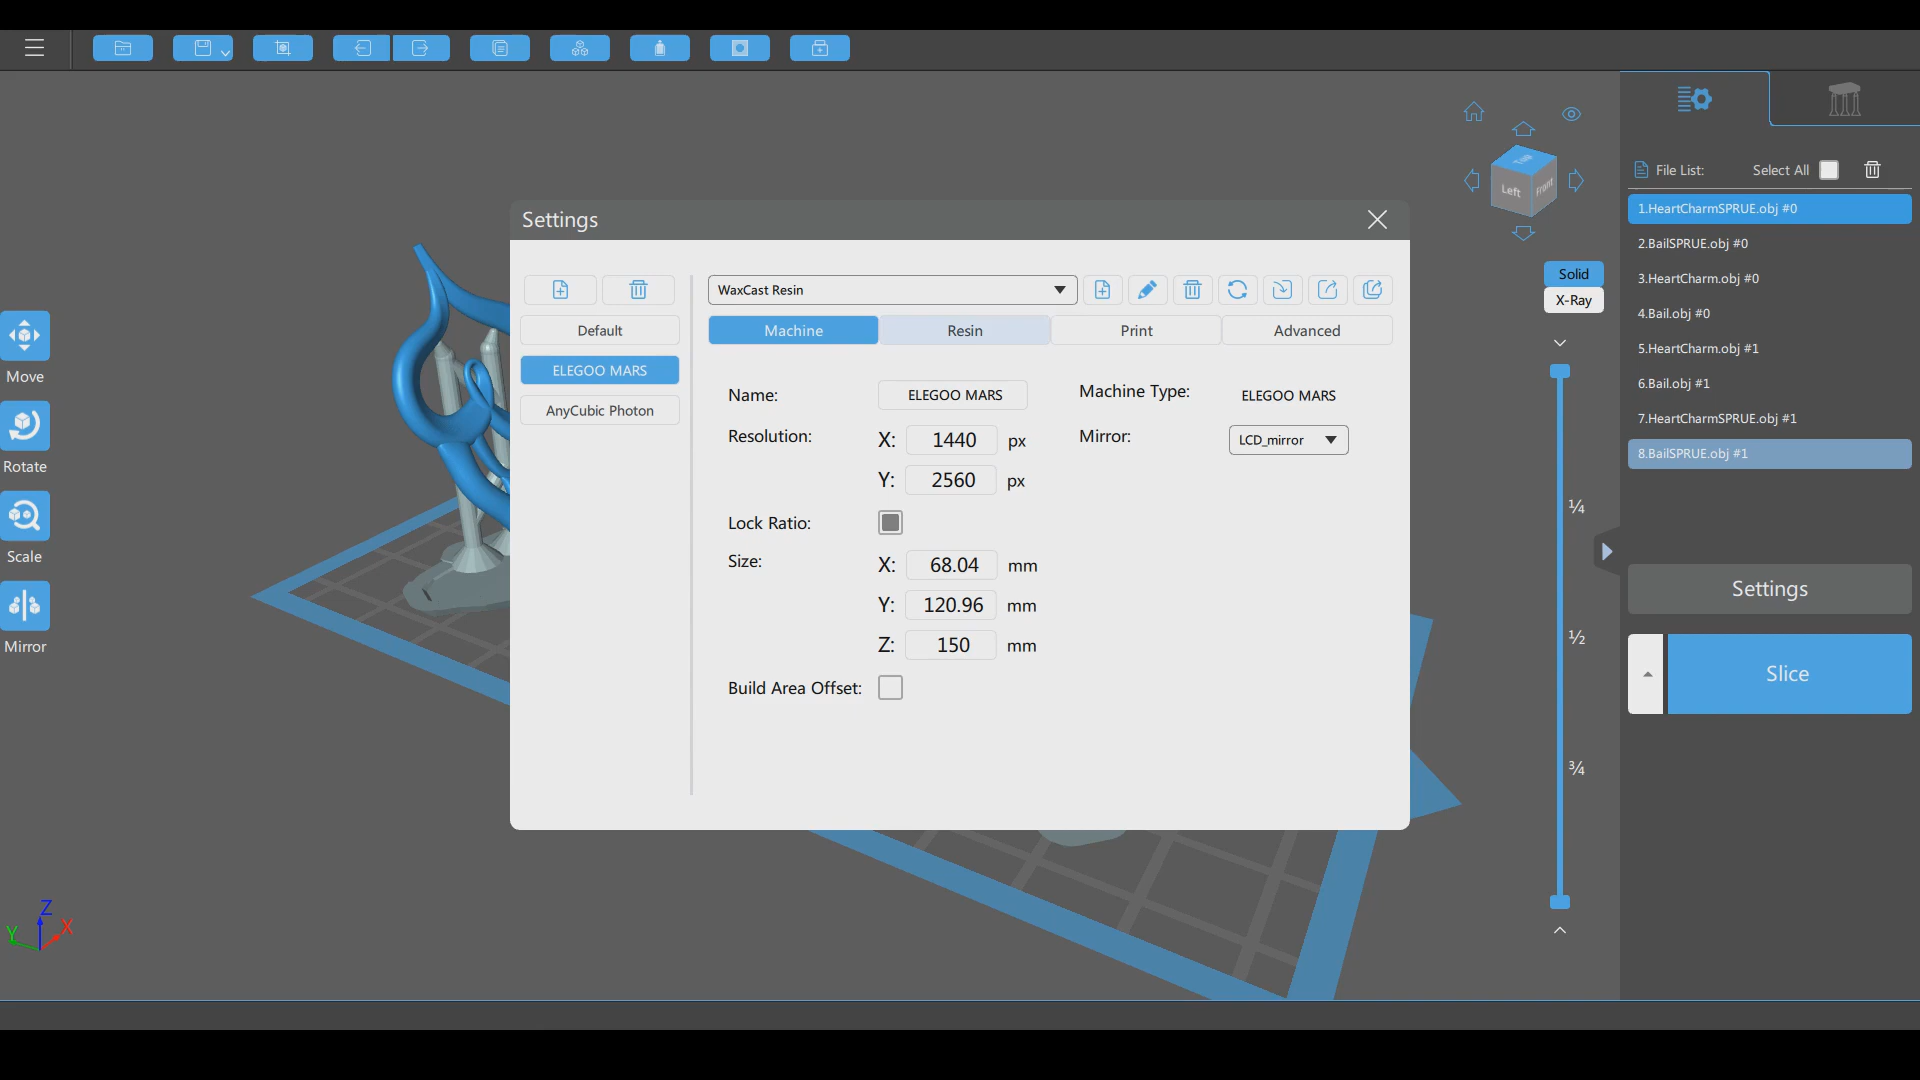 Top
Left
Front
Solid
X-Ray
¼
½
¾
Move
Rotate
Scale
Mirror
Z
Y
X
Settings
Default
ELEGOO MARS
AnyCubic Photon
WaxCast Resin
Machine
Resin
Print
Advanced
Name: ELEGOO MARS
Machine Type: ELEGOO MARS
Resolution: X: 1440 px
Y: 2560 px
Mirror: LCD_mirror
Lock Ratio:
Size: X: 68.04 mm
Y: 120.96 mm
Z: 150 mm
Build Area Offset:
File List: Select All
1.HeartCharmSPRUE.obj #0
2.BailSPRUE.obj #0
3.HeartCharm.obj #0
4.Bail.obj #0
5.HeartCharm.obj #1
6.Bail.obj #1
7.HeartCharmSPRUE.obj #1
8.BailSPRUE.obj #1
Settings
Slice